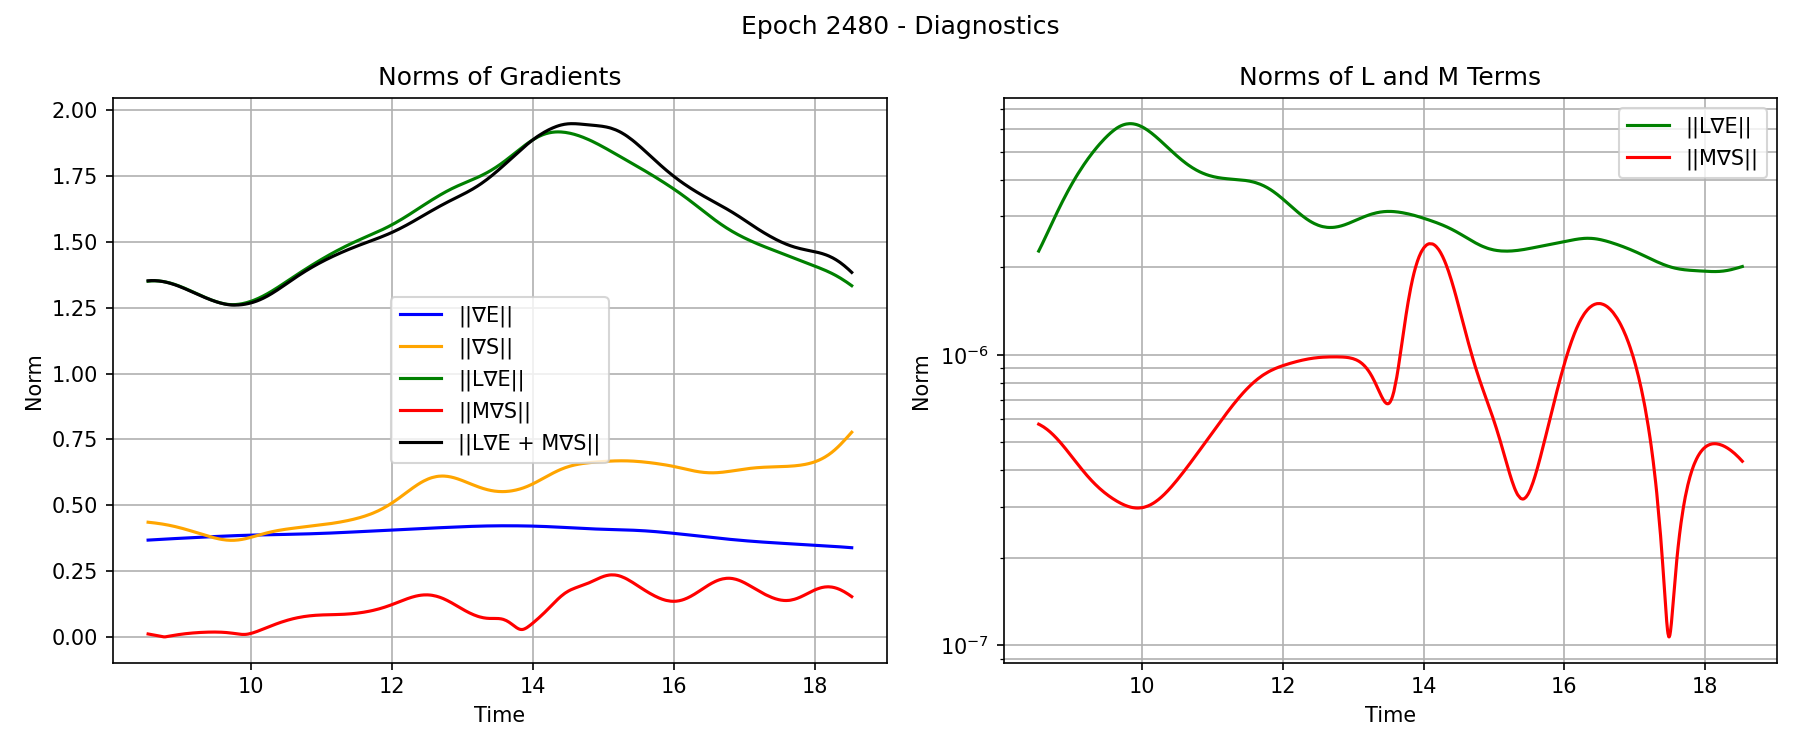 Epoch 2480 - Diagnostics
Norms of Gradients
2.00
1.75
1.50
1.25
1.00
0.75
0.50
0.25
0.00
Norm
||∇E||
||∇S||
||L∇E||
||M∇S||
||L∇E + M∇S||
10 12 14 16 18
Time
Norms of L and M Terms
||L∇E||
||M∇S||
10⁻⁶
10⁻⁷
Norm
10 12 14 16 18
Time